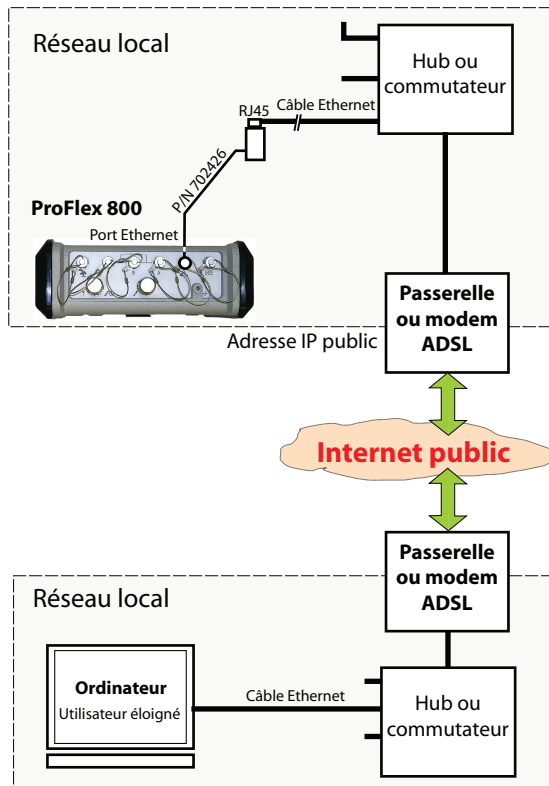 Réseau local
Hub ou
commutateur
Câble Ethernet
RJ45
P/N 702426
ProFlex 800
Port Ethernet
Passerelle
ou modem
ADSL
Adresse IP public
Internet public
Passerelle
ou modem
ADSL
Réseau local
Ordinateur
Utilisateur éloigné
Câble Ethernet
Hub ou
commutateur